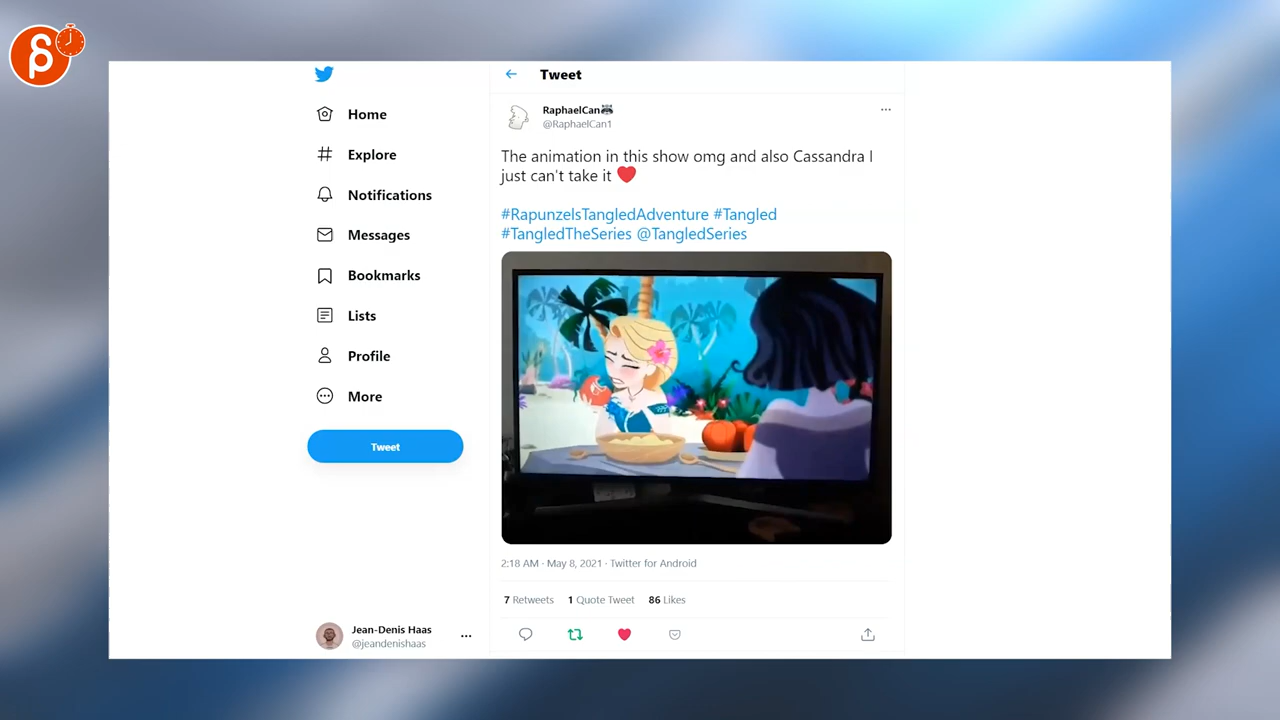 Tweet
Home
Explore
Notifications
Messages
Bookmarks
Lists
Profile
More
Tweet
Jean-Denis Haas
@jeandenishaas
RaphaelCan🦝
@RaphaelCan1
The animation in this show omg and also Cassandra I
just can't take it ❤️
#RapunzelsTangledAdventure #Tangled
#TangledTheSeries @TangledSeries
2:18 AM · May 8, 2021 · Twitter for Android
7 Retweets 1 Quote Tweet 86 Likes